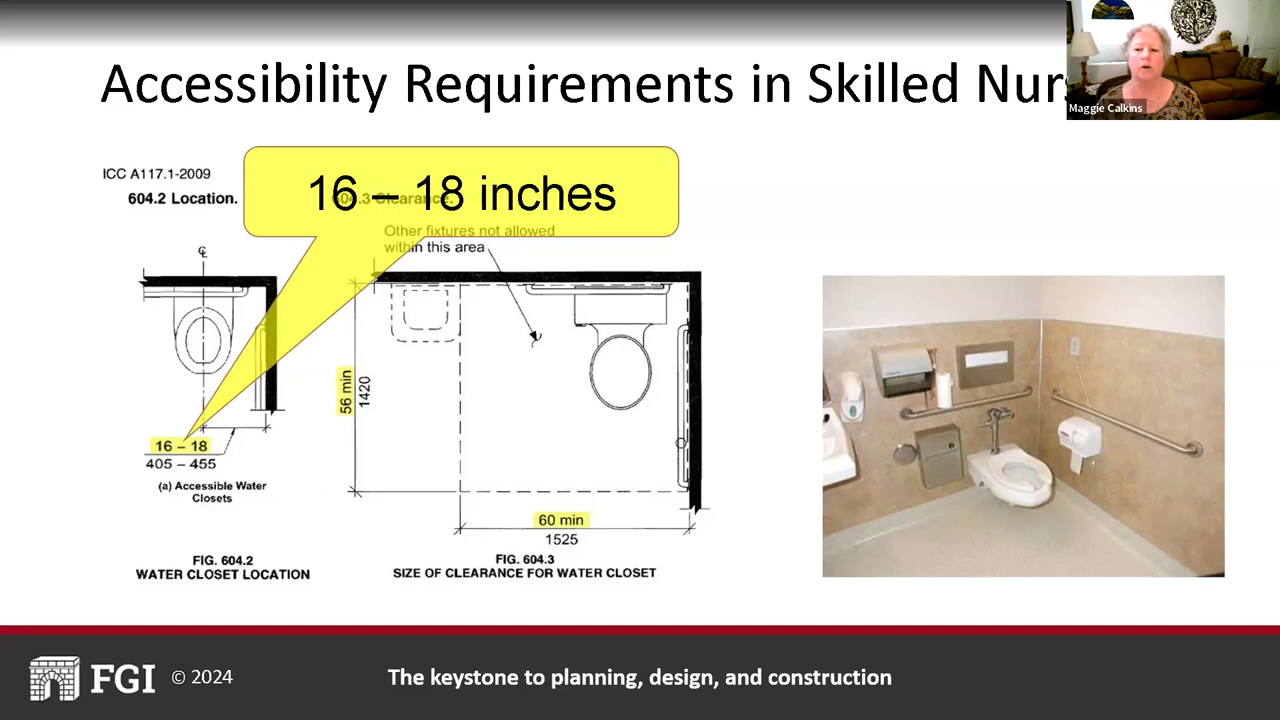 Accessibility Requirements in Skilled Nur
Maggie Calkins
ICC A117.1-2009
604.2 Location.
604.3 Clearance.
16 – 18 inches
Other fixtures not allowed
within this area
℄
56 min
1420
16 – 18
405 – 455
(a) Accessible Water
Closets
60 min
1525
FIG. 604.2
WATER CLOSET LOCATION
FIG. 604.3
SIZE OF CLEARANCE FOR WATER CLOSET
FGI © 2024
The keystone to planning, design, and construction